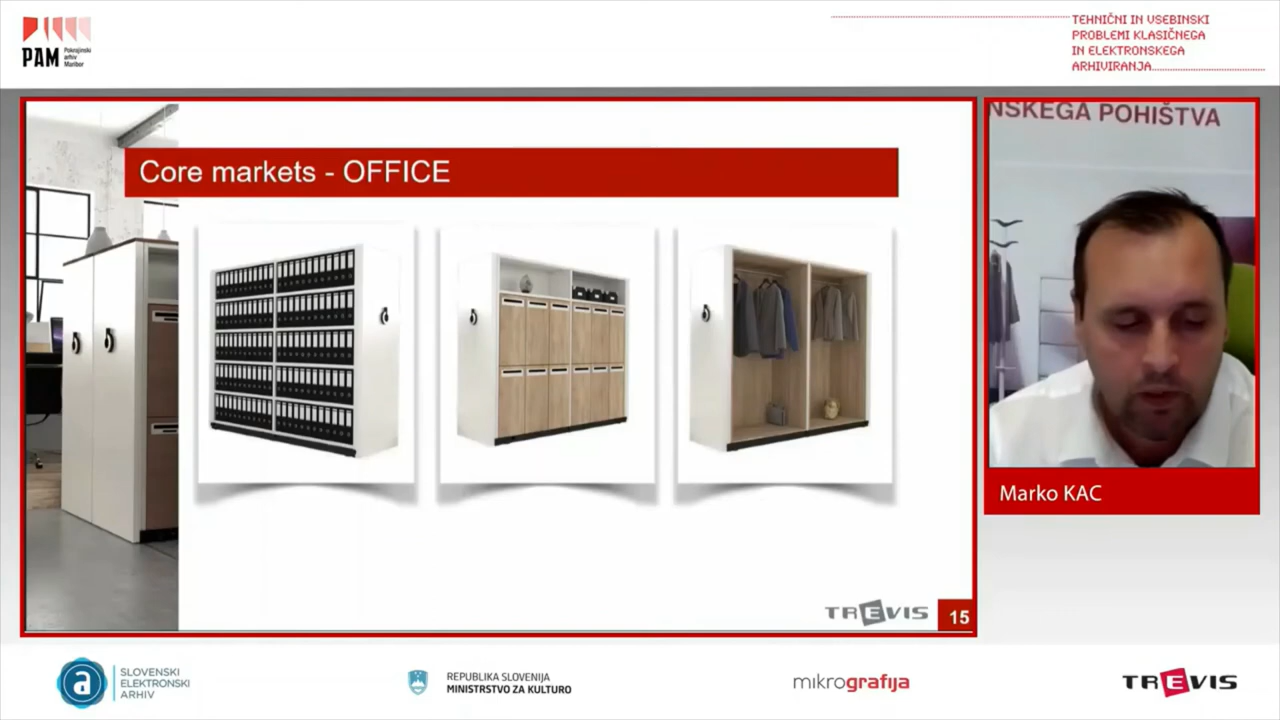 PAM
Pokrajinski
arhiv
Maribor
TEHNIČNI IN VSEBINSKI
PROBLEMI KLASIČNEGA
IN ELEKTRONSKEGA
ARHIVIRANJA
Core markets - OFFICE
NSKEGA POHIŠTVA
Marko KAC
TREVIS
15
a
SLOVENSKI
ELEKTRONSKI
ARHIV
REPUBLIKA SLOVENIJA
MINISTRSTVO ZA KULTURO
mikrografija
TREVIS